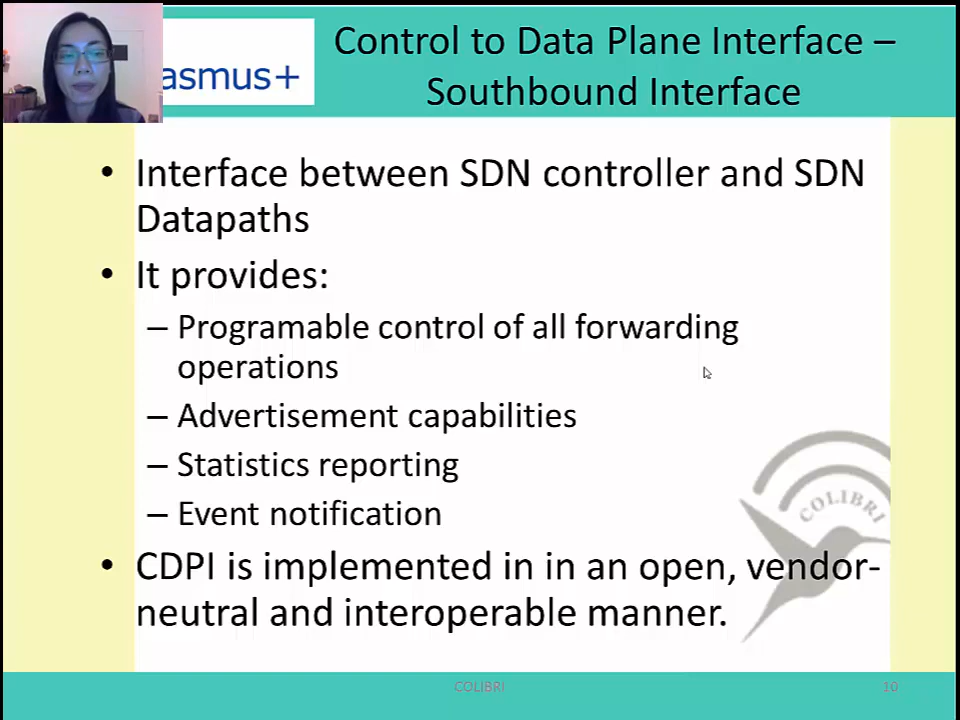 Control to Data Plane Interface –
Southbound Interface
asmus+
• Interface between SDN controller and SDN
Datapaths
• It provides:
– Programable control of all forwarding
operations
– Advertisement capabilities
– Statistics reporting
– Event notification
COLIBRI
• CDPI is implemented in in an open, vendor-
neutral and interoperable manner.
COLIBRI
10